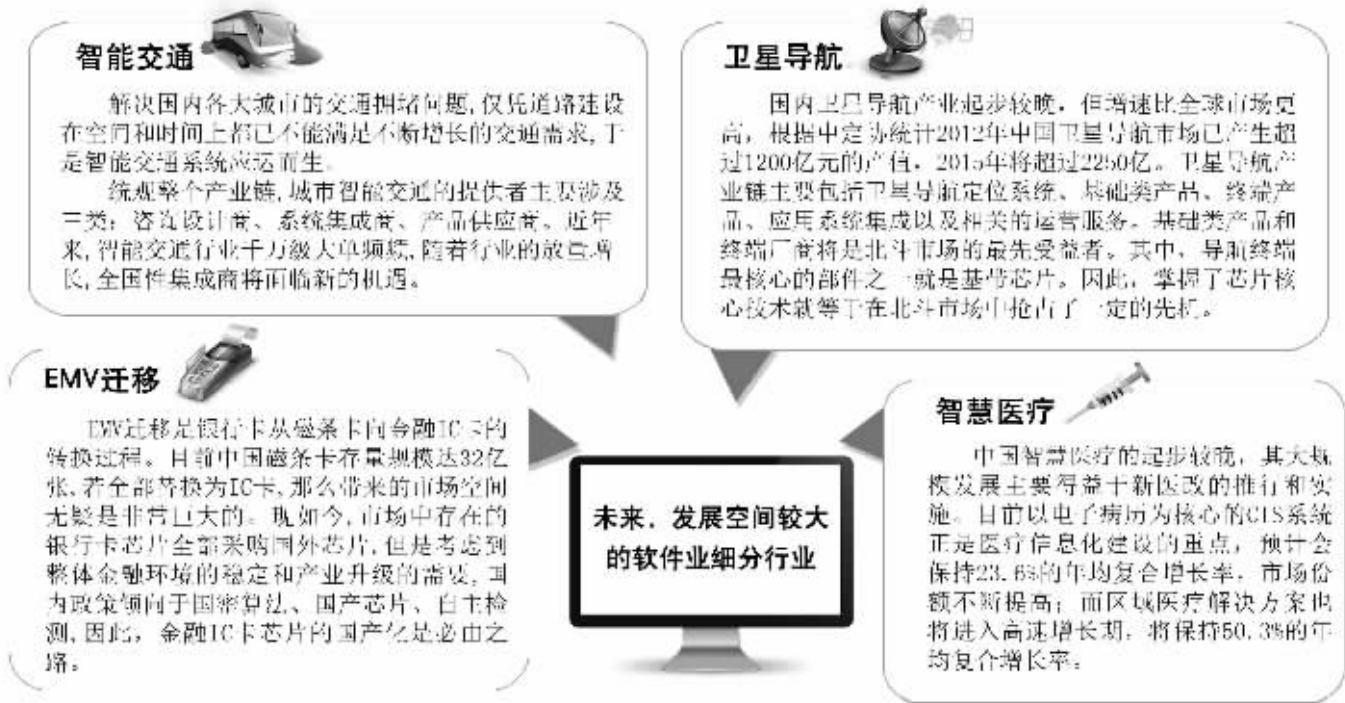 智能交通
解决国内各大城市的交通拥堵问题,仅凭道路建设
在空间和时间上都已不能满足不断增长的交通需求,于
是智能交通系统应运而生。
统观整个产业链,城市智能交通的提供者主要涉及
三类：咨询设计商、系统集成商、产品供应商。近年
来,智能交通行业千万级大单频频,随着行业的放量增
长,全国性集成商将面临新的机遇。
卫星导航
国内卫星导航产业起步较晚，但增速比全球市场更
高，根据中定协统计2012年中国卫星导航市场已产生超
过1200亿元的产值，2015年将超过2250亿。卫星导航产
业链主要包括卫星导航定位系统、基础类产品、终端产
品、应用系统集成以及相关的运营服务。基础类产品和
终端厂商将是北斗市场的最先受益者。其中，导航终端
最核心的部件之一就是基带芯片。因此，掌握了芯片核
心技术就等于在北斗市场中抢占了一定的先机。
EMV迁移
EMV迁移是银行卡从磁条卡向金融IC卡的
转换过程。目前中国磁条卡存量规模达32亿
张,若全部替换为IC卡,那么带来的市场空间
无疑是非常巨大的。现如今,市场中存在的
银行卡芯片全部采购国外芯片,但是考虑到
整体金融环境的稳定和产业升级的需要,国
内政策倾向于国密算法、国产芯片、自主检
测,因此，金融IC卡芯片的国产化是必由之
路。
未来，发展空间较大
的软件业细分行业
智慧医疗
中国智慧医疗的起步较晚，其大规
模发展主要得益于新医改的推行和实
施。目前以电子病历为核心的CIS系统
正是医疗信息化建设的重点，预计会
保持23.6%的年均复合增长率，市场份
额不断提高；而区域医疗解决方案也
将进入高速增长期，将保持50.3%的年
均复合增长率。